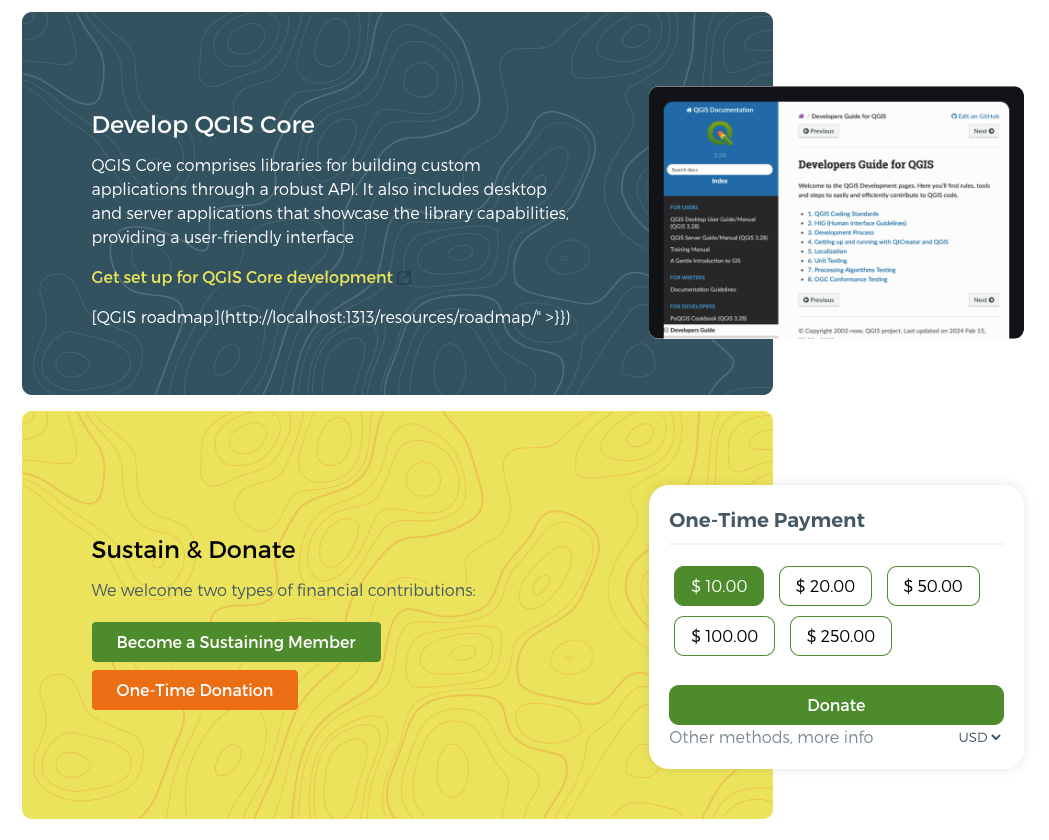 Develop QGIS Core
QGIS Core comprises libraries for building custom
applications through a robust API. It also includes desktop
and server applications that showcase the library capabilities,
providing a user-friendly interface
Get set up for QGIS Core development
[QGIS roadmap](http://localhost:1313/resources/roadmap/" >}})
QGIS Documentation
3.28
Search docs
Index
FOR USERS
QGIS Desktop User Guide/Manual
(QGIS 3.28)
QGIS Server Guide/Manual (QGIS 3.28)
Training Manual
A Gentle Introduction to GIS
FOR WRITERS
Documentation Guidelines
FOR DEVELOPERS
PyQGIS Cookbook (QGIS 3.28)
Developers Guide
/ Developers Guide for QGIS
Edit on GitHub
Previous
Next
Developers Guide for QGIS
Welcome to the QGIS Development pages. Here you'll find rules, tools
and steps to easily and efficiently contribute to QGIS code.
1. QGIS Coding Standards
2. HIG (Human Interface Guidelines)
3. Development Process
4. Getting up and running with QtCreator and QGIS
5. Localization
6. Unit Testing
7. Processing Algorithms Testing
8. OGC Conformance Testing
Previous
Next
© Copyright 2002-now, QGIS project. Last updated on 2024 Feb 15,
Sustain & Donate
We welcome two types of financial contributions:
Become a Sustaining Member
One-Time Donation
One-Time Payment
$ 10.00
$ 20.00
$ 50.00
$ 100.00
$ 250.00
Donate
Other methods, more info
USD